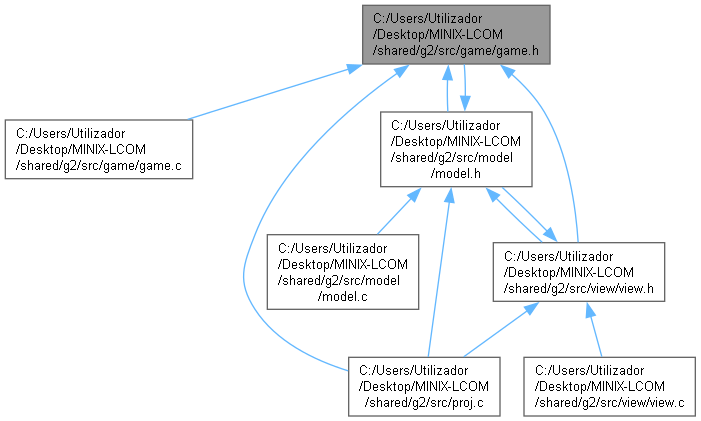 C:/Users/Utilizador
/Desktop/MINIX-LCOM
/shared/g2/src/game/game.h
C:/Users/Utilizador
/Desktop/MINIX-LCOM
/shared/g2/src/game/game.c
C:/Users/Utilizador
/Desktop/MINIX-LCOM
/shared/g2/src/model
/model.h
C:/Users/Utilizador
/Desktop/MINIX-LCOM
/shared/g2/src/model
/model.c
C:/Users/Utilizador
/Desktop/MINIX-LCOM
/shared/g2/src/view/view.h
C:/Users/Utilizador
/Desktop/MINIX-LCOM
/shared/g2/src/proj.c
C:/Users/Utilizador
/Desktop/MINIX-LCOM
/shared/g2/src/view/view.c